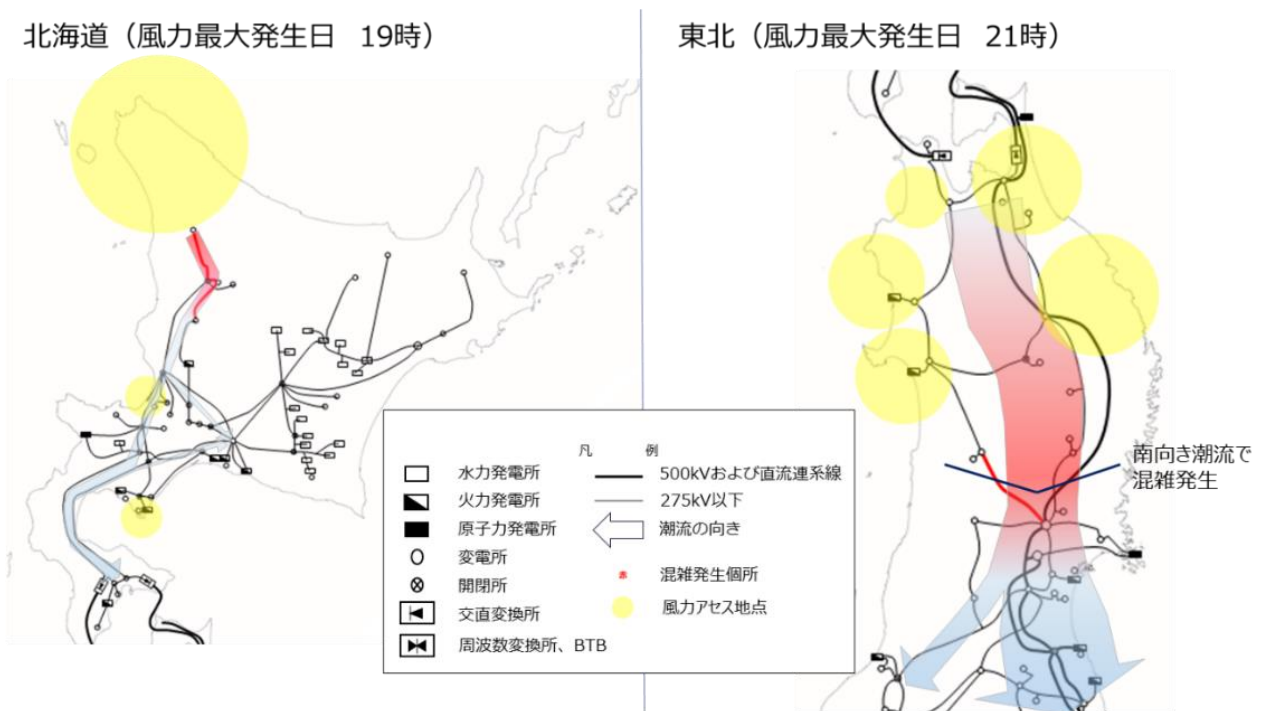 北海道（風力最大発生日 19時）
東北（風力最大発生日 21時）
南向き潮流で
混雑発生
凡 例
水力発電所
火力発電所
原子力発電所
変電所
開閉所
交直変換所
周波数変換所、BTB
500kVおよび直流連系線
275kV以下
潮流の向き
混雑発生個所
風力アセス地点